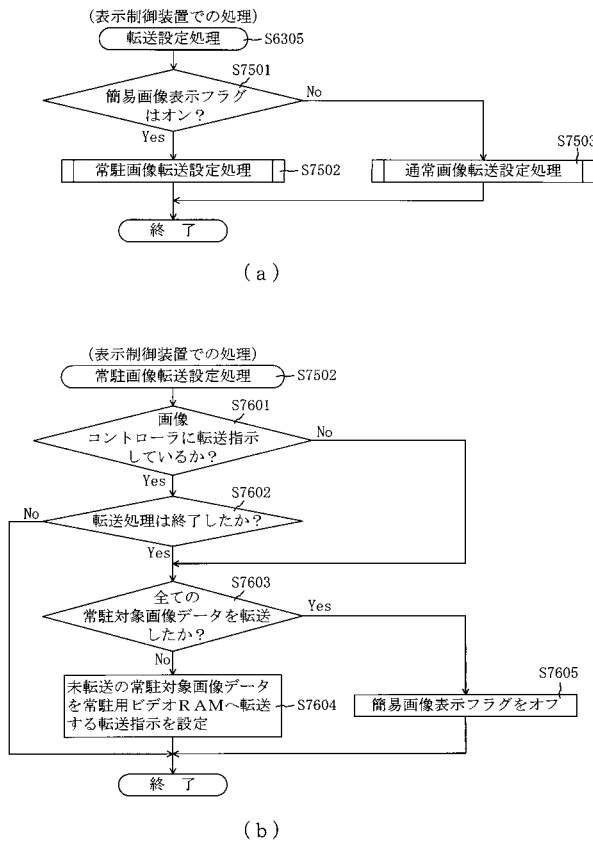 (表示制御装置での処理)
転送設定処理
S6305
S7501
簡易画像表示フラグ
はオン？
No
Yes
S7503
常駐画像転送設定処理
S7502
通常画像転送設定処理
終 了
(a)
(表示制御装置での処理)
常駐画像転送設定処理
S7502
S7601
画像
コントローラに転送指示
しているか？
No
Yes
S7602
No
転送処理は終了したか？
Yes
S7603
全ての
常駐対象画像データを転送
したか？
Yes
No
S7605
未転送の常駐対象画像データ
を常駐用ビデオＲＡＭへ転送
する転送指示を設定
S7604
簡易画像表示フラグをオフ
終 了
(b)